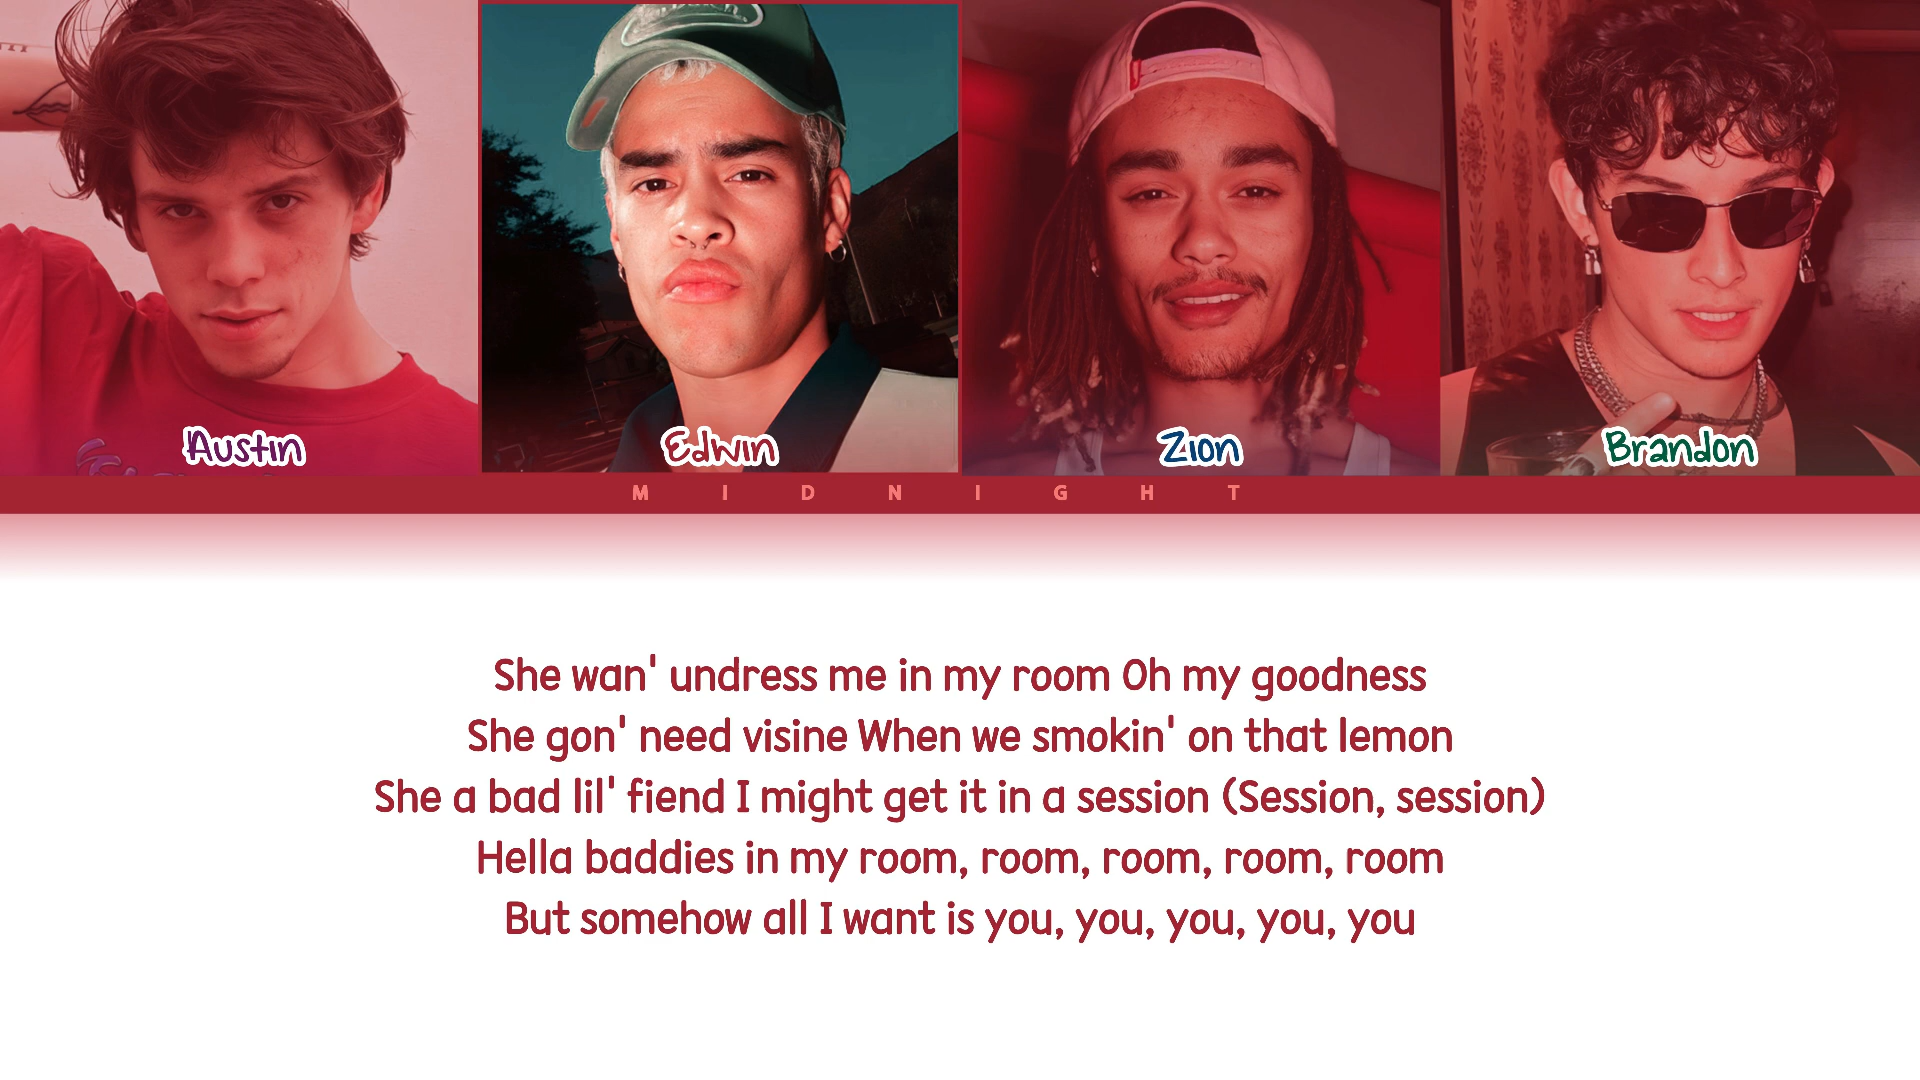 Austin
Edwin
Zion
Brandon
MIDNIGHT
She wan' undress me in my room Oh my goodness
She gon' need visine When we smokin' on that lemon
She a bad lil' fiend I might get it in a session (Session, session)
Hella baddies in my room, room, room, room, room
But somehow all I want is you, you, you, you, you